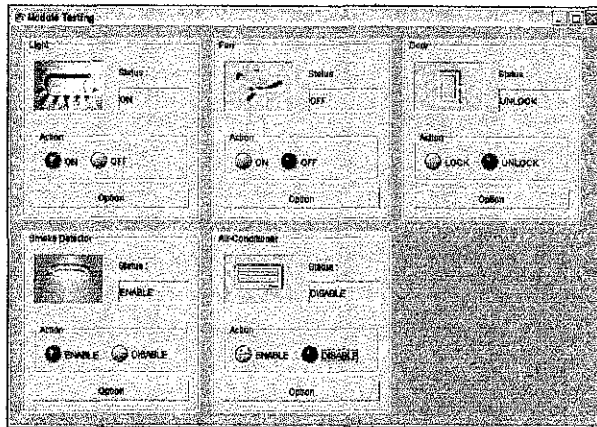 Module Testing
Light
Status
ON
Action
ON OFF
Option
Fan
Status
OFF
Action
ON OFF
Option
Door
Status
UNLOCK
Action
LOCK UNLOCK
Option
Smoke Detector
Status :
ENABLE
Action
ENABLE DISABLE
Option
Air-Conditioner
Status :
DISABLE
Action
ENABLE DISABLE
Option